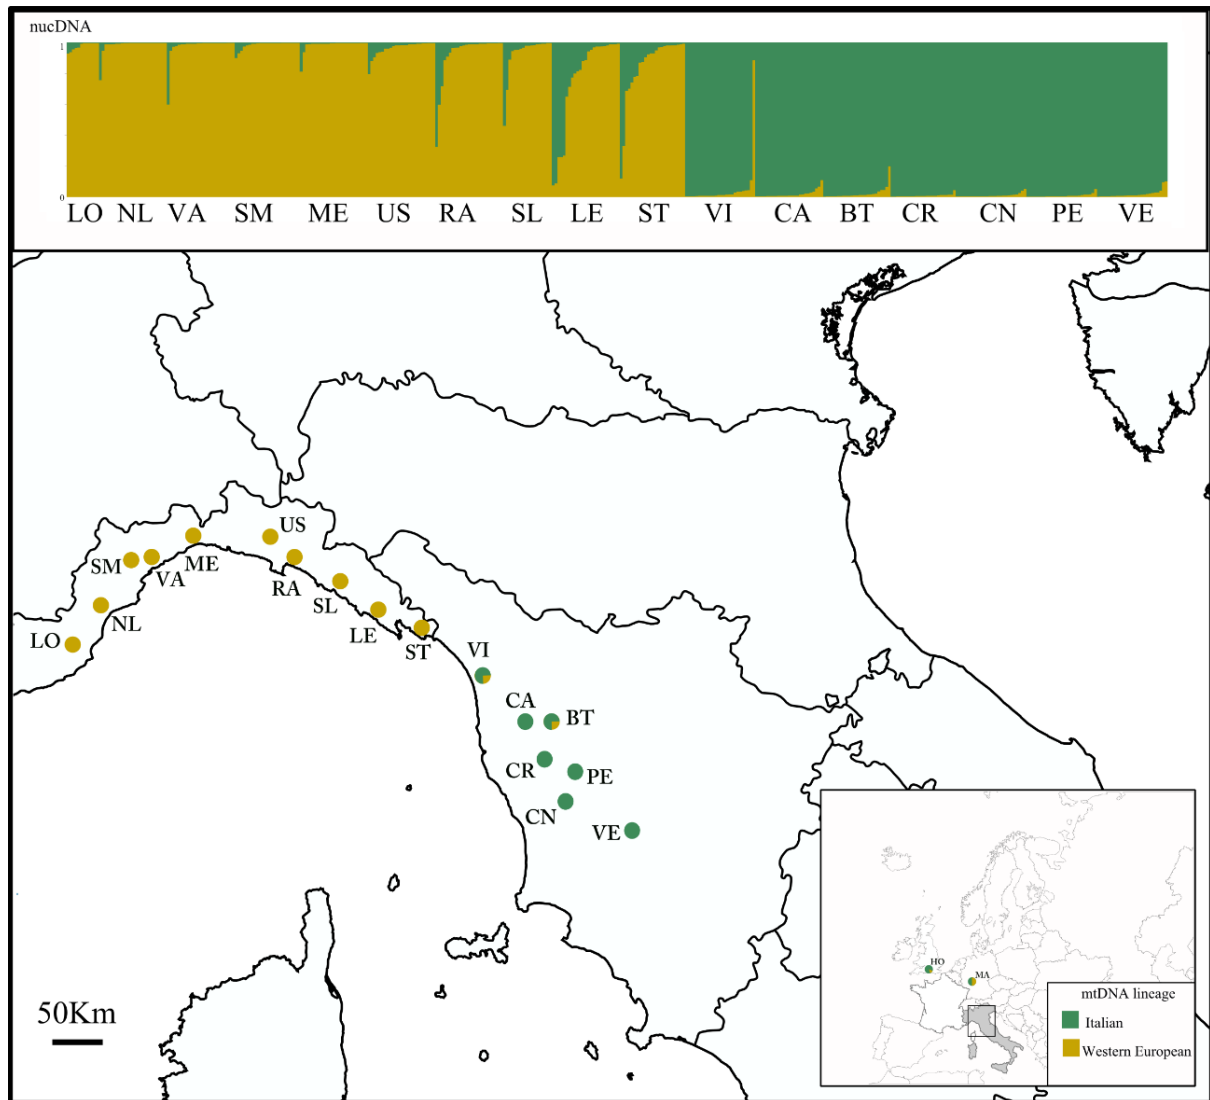 nucDNA
1
0
LO NL VA SM ME US RA SL LE ST VI CA BT CR CN PE VE
US
SM
VA
ME
RA
NL
SL
LO
LE
ST
VI
CA
BT
CR
PE
CN
VE
50Km
HO
MA
mtDNA lineage
Italian
Western European